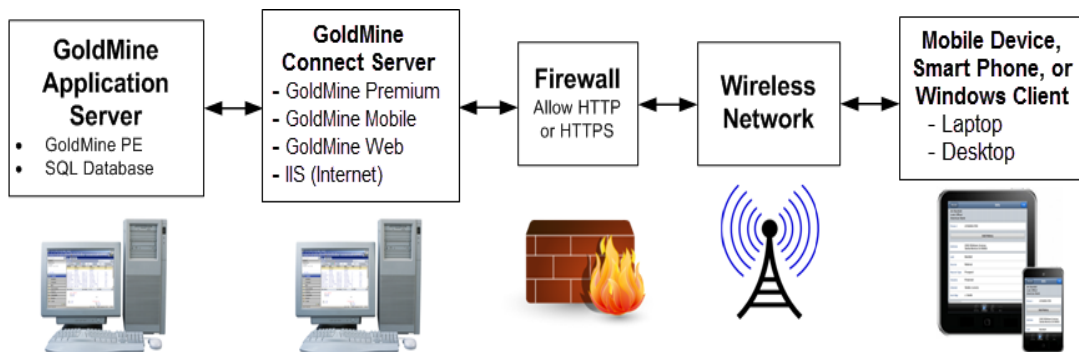 GoldMine
Application
Server
• GoldMine PE
• SQL Database
GoldMine
Connect Server
- GoldMine Premium
- GoldMine Mobile
- GoldMine Web
- IIS (Internet)
Firewall
Allow HTTP
or HTTPS
Wireless
Network
Mobile Device,
Smart Phone, or
Windows Client
- Laptop
- Desktop